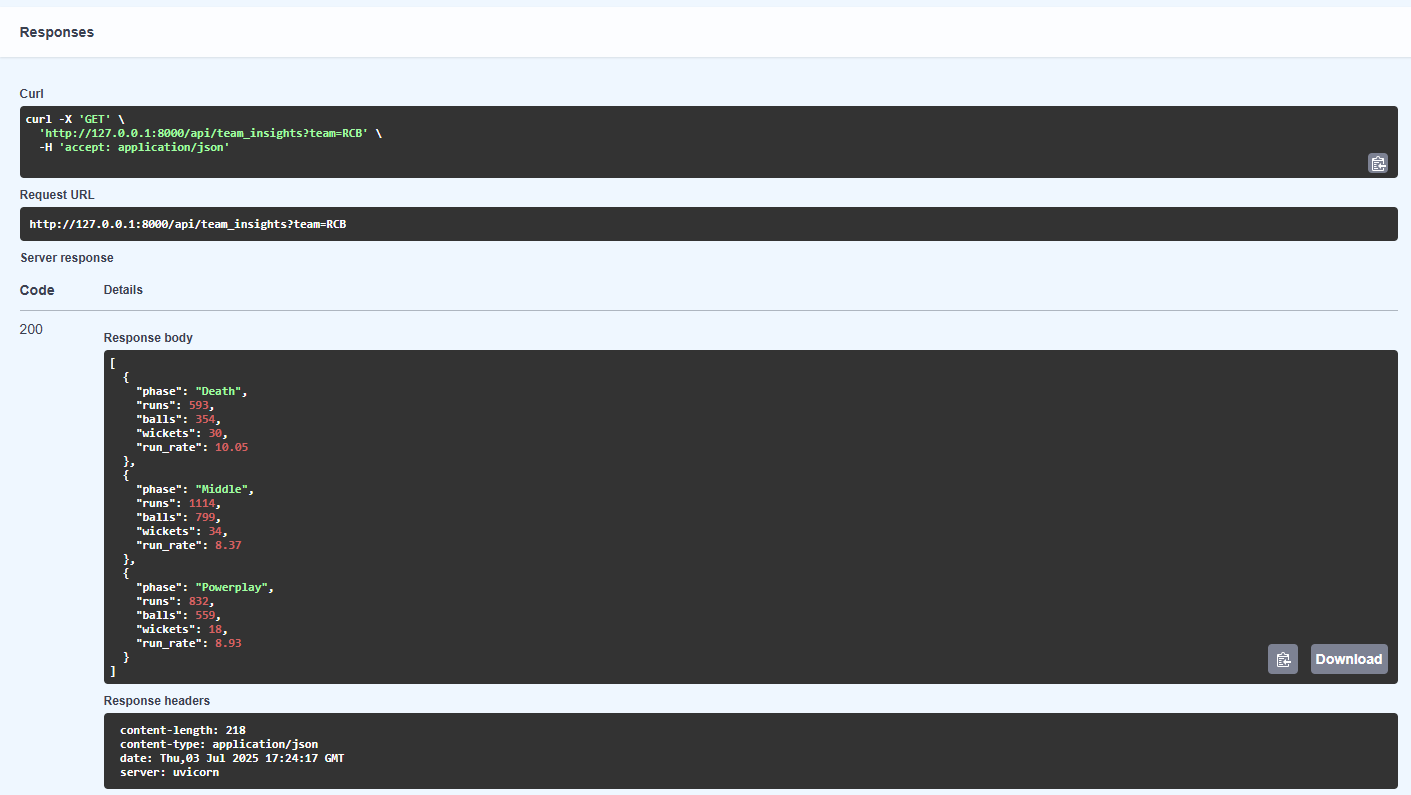 Responses
Curl
curl -X 'GET' \
  'http://127.0.0.1:8000/api/team_insights?team=RCB' \
  -H 'accept: application/json'
Request URL
http://127.0.0.1:8000/api/team_insights?team=RCB
Server response
Code Details
200
Response body
[
  {
    "phase": "Death",
    "runs": 593,
    "balls": 354,
    "wickets": 30,
    "run_rate": 10.05
  },
  {
    "phase": "Middle",
    "runs": 1114,
    "balls": 799,
    "wickets": 34,
    "run_rate": 8.37
  },
  {
    "phase": "Powerplay",
    "runs": 832,
    "balls": 559,
    "wickets": 18,
    "run_rate": 8.93
  }
]
Download
Response headers
content-length: 218
content-type: application/json
date: Thu,03 Jul 2025 17:24:17 GMT
server: uvicorn